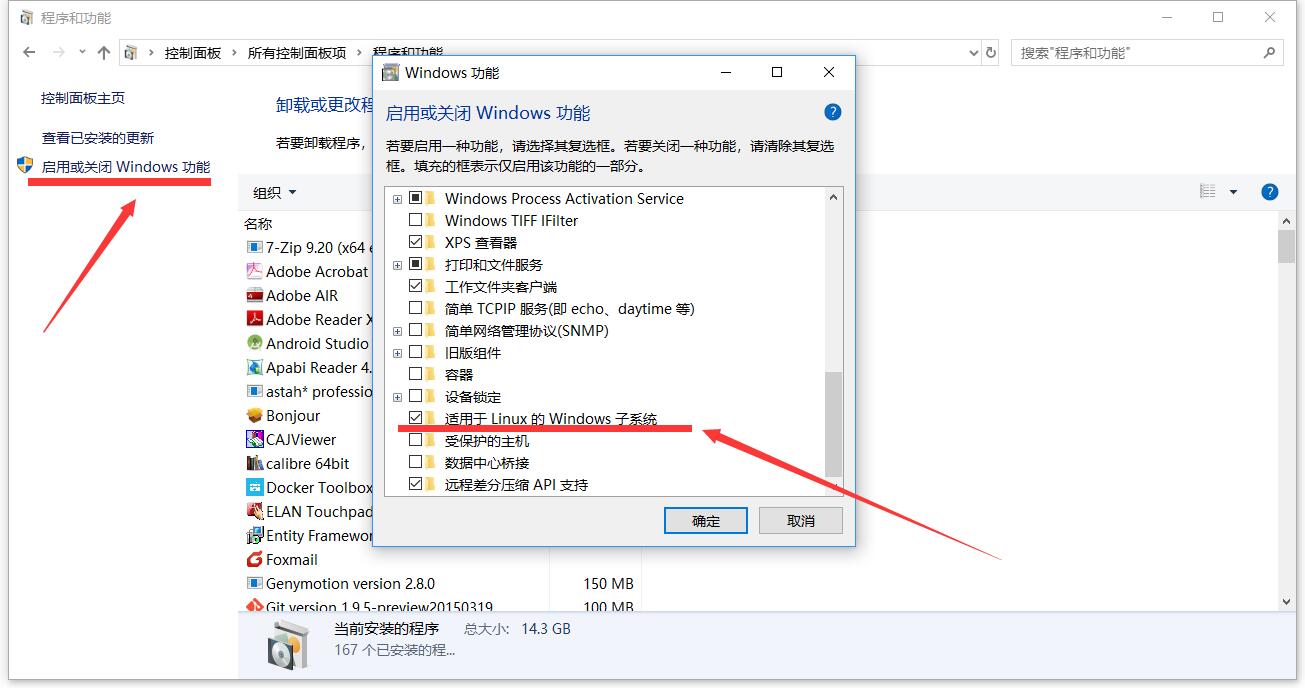 程序和功能
控制面板 › 所有控制面板项 › 程序和功能
搜索"程序和功能"
控制面板主页
查看已安装的更新
启用或关闭 Windows 功能
卸载或更改程
若要卸载程序，
组织
名称
7-Zip 9.20 (x64 e
Adobe Acrobat
Adobe AIR
Adobe Reader X
Android Studio
Apabi Reader 4.
astah* professio
Bonjour
CAJViewer
calibre 64bit
Docker Toolbox
ELAN Touchpad
Entity Framewor
Foxmail
Genymotion version 2.8.0 150 MB
Git version 1.9.5-preview20150319 100 MB
当前安装的程序 总大小: 14.3 GB
167 个已安装的程...
Windows 功能
启用或关闭 Windows 功能
若要启用一种功能，请选择其复选框。若要关闭一种功能，请清除其复选
框。填充的框表示仅启用该功能的一部分。
Windows Process Activation Service
Windows TIFF IFilter
XPS 查看器
打印和文件服务
工作文件夹客户端
简单 TCPIP 服务(即 echo、daytime 等)
简单网络管理协议(SNMP)
旧版组件
容器
设备锁定
适用于 Linux 的 Windows 子系统
受保护的主机
数据中心桥接
远程差分压缩 API 支持
确定 取消